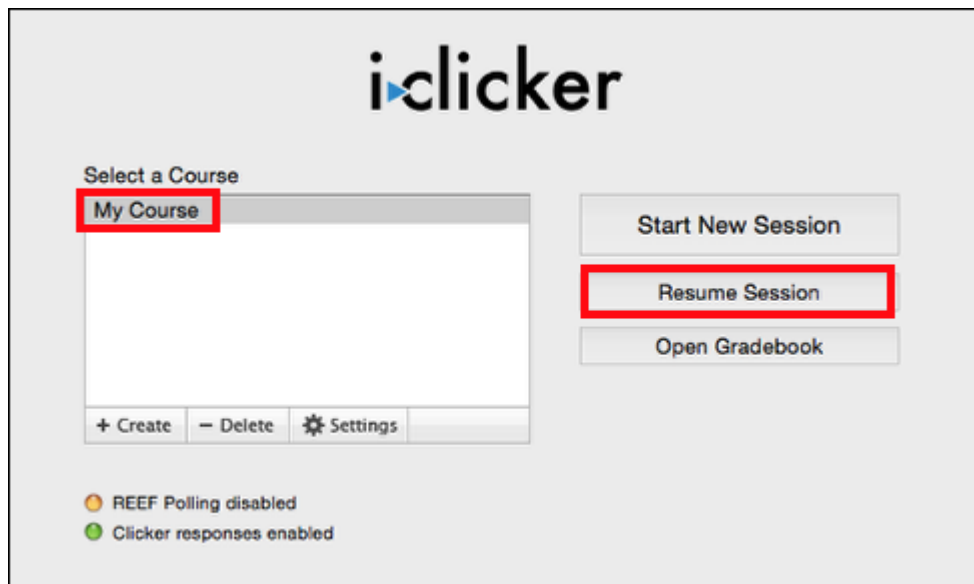 i clicker
Select a Course
My Course
Start New Session
Resume Session
Open Gradebook
+ Create
− Delete
Settings
REEF Polling disabled
Clicker responses enabled